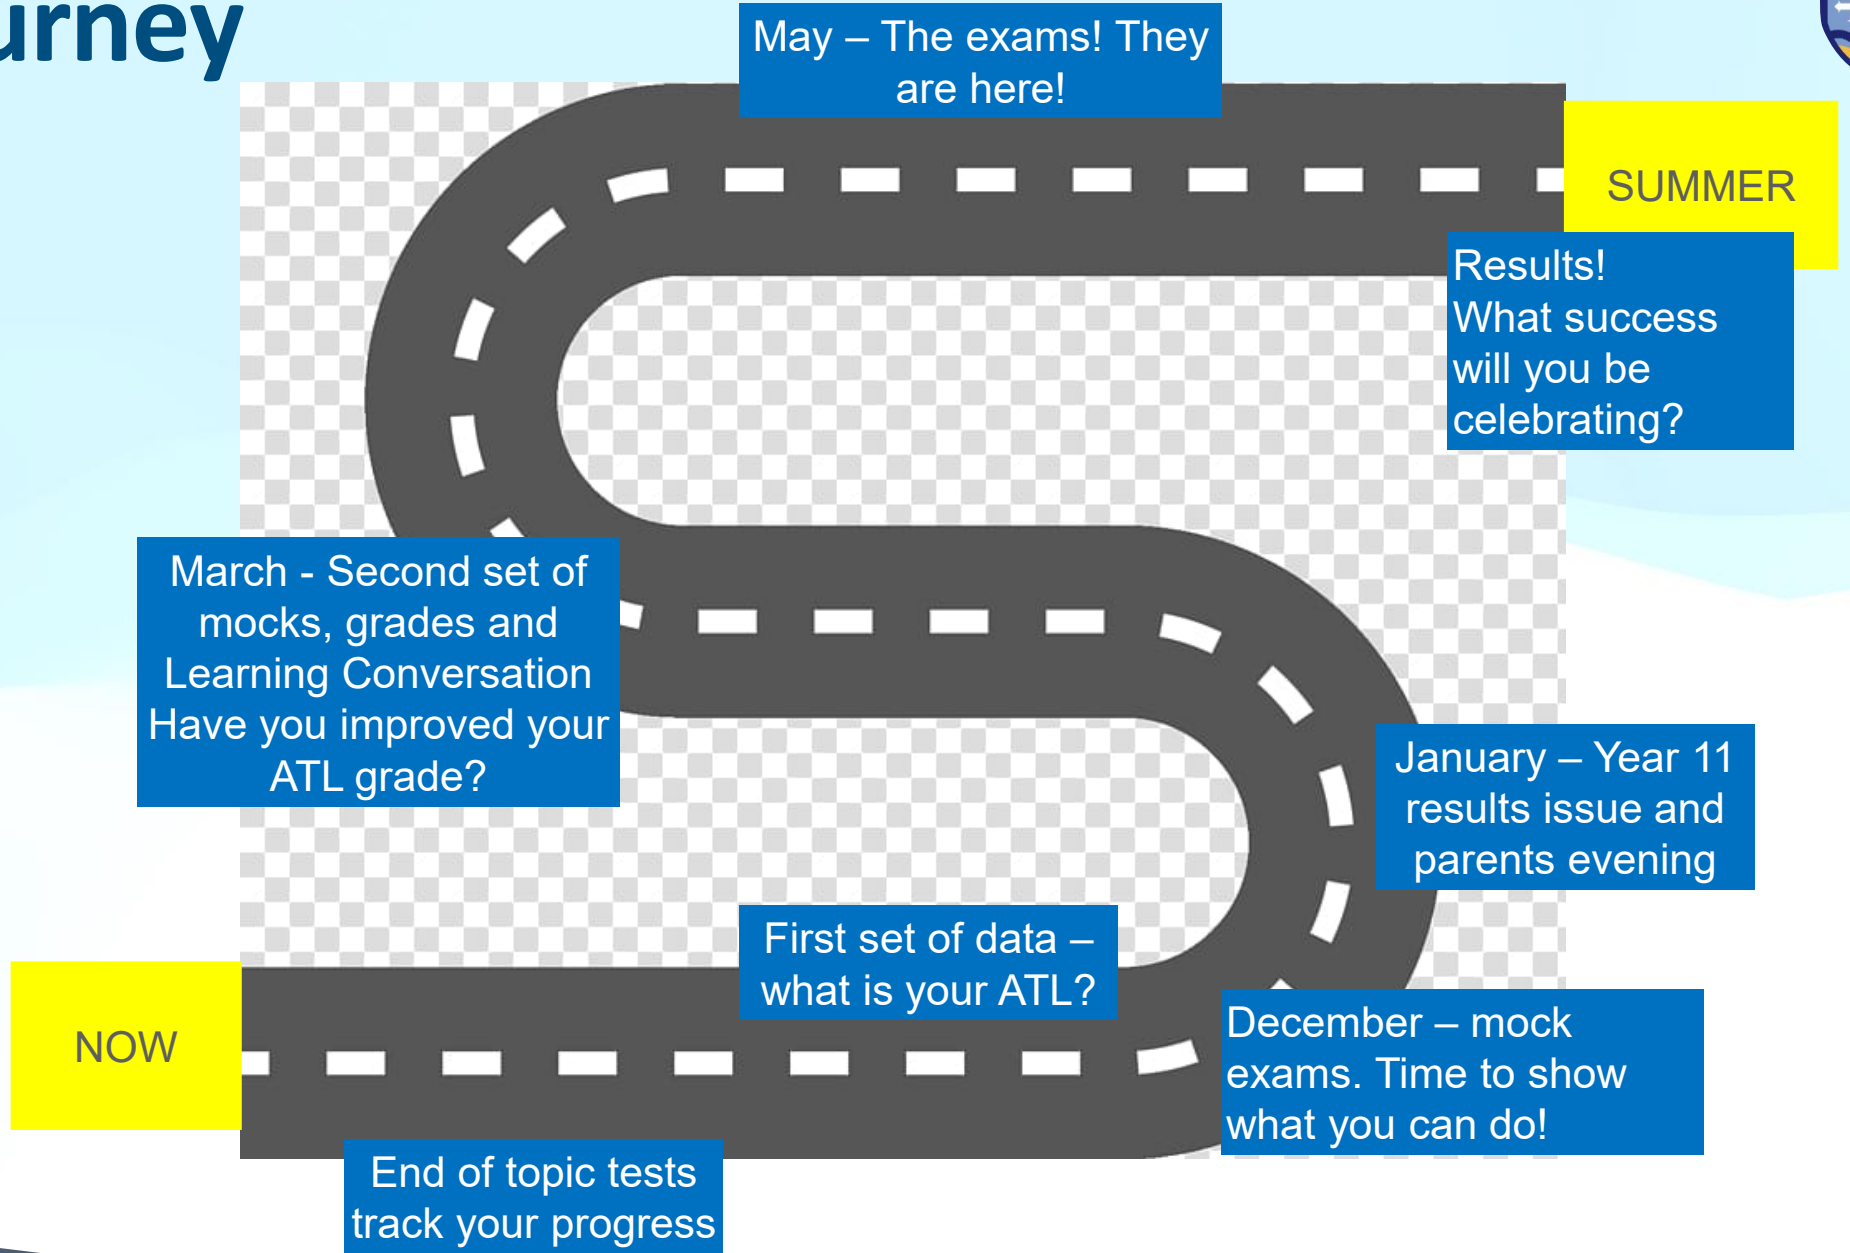 urney
May – The exams! They
are here!
SUMMER
Results!
What success
will you be
celebrating?
March - Second set of
mocks, grades and
Learning Conversation
Have you improved your
ATL grade?
January – Year 11
results issue and
parents evening
First set of data –
what is your ATL?
December – mock
exams. Time to show
what you can do!
NOW
End of topic tests
track your progress